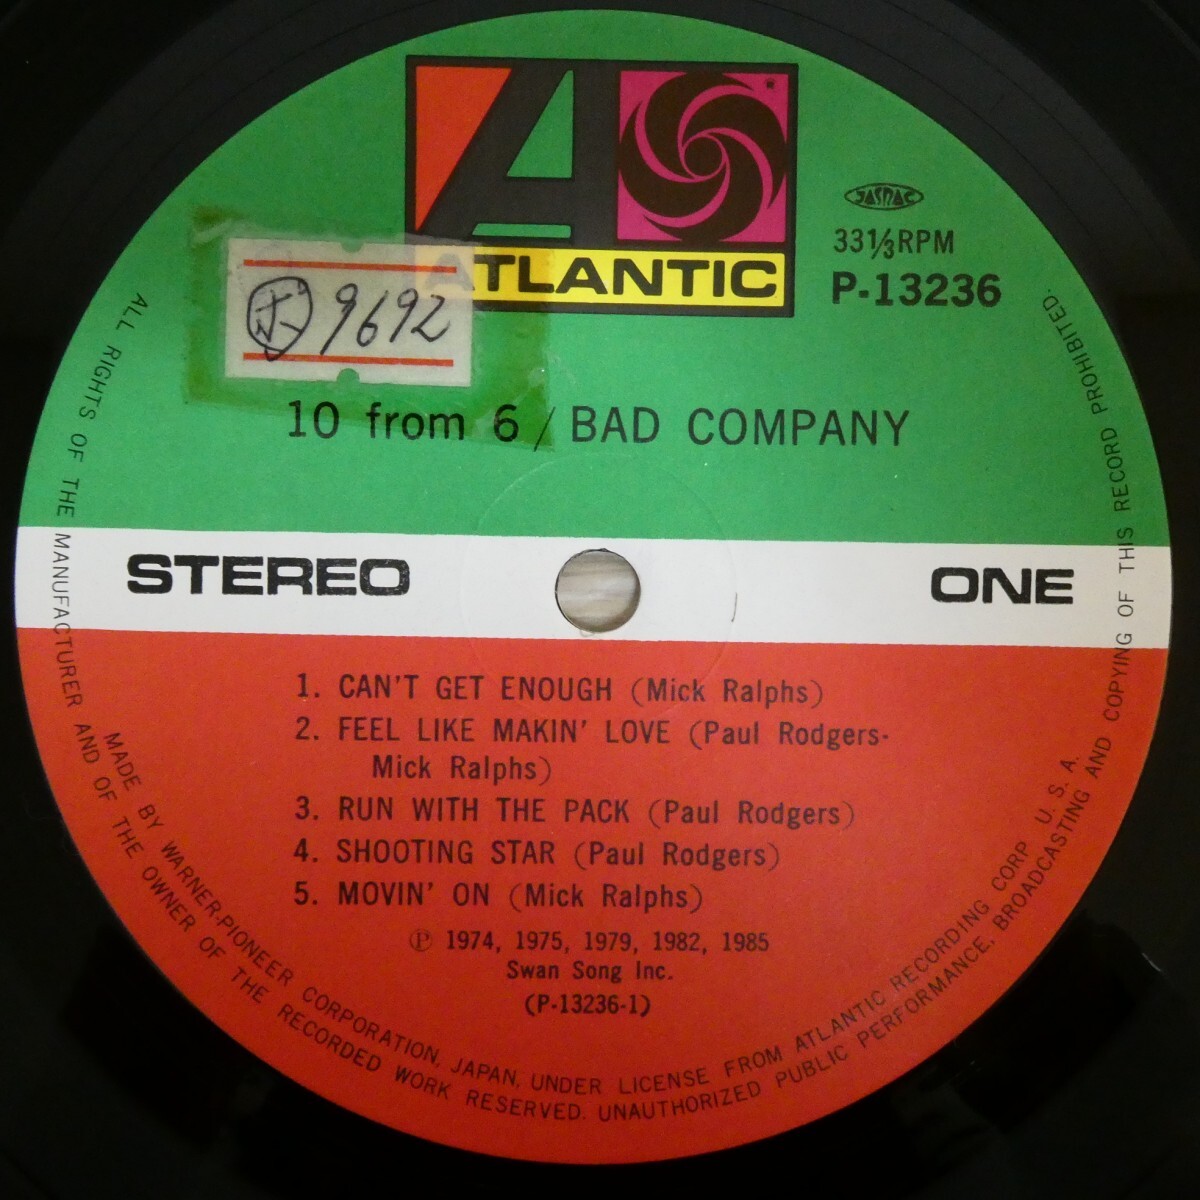 ATLANTIC
JASRAC
33⅓RPM
P-13236
9692
10 from 6 / BAD COMPANY
STEREO
ONE
1. CAN'T GET ENOUGH (Mick Ralphs)
2. FEEL LIKE MAKIN' LOVE (Paul Rodgers-
Mick Ralphs)
3. RUN WITH THE PACK (Paul Rodgers)
4. SHOOTING STAR (Paul Rodgers)
5. MOVIN' ON (Mick Ralphs)
Ⓟ 1974, 1975, 1979, 1982, 1985
Swan Song Inc.
(P-13236-1)
MADE BY WARNER-PIONEER CORPORATION, JAPAN, UNDER LICENSE FROM ATLANTIC RECORDING CORP U. S. A.
ALL RIGHTS OF THE MANUFACTURER AND OF THE OWNER OF THE RECORDED WORK RESERVED. UNAUTHORIZED PUBLIC PERFORMANCE, BROADCASTING AND COPYING OF THIS RECORD PROHIBITED.